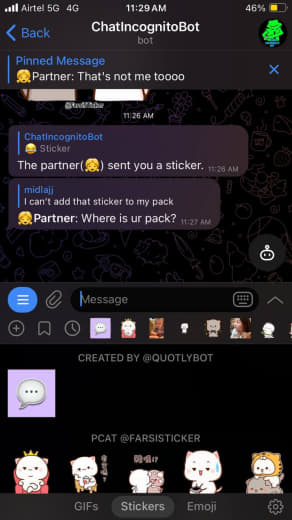 Airtel 5G 4G 11:29 AM 46%
Back
ChatIncognitoBot
bot
Pinned Message
👧Partner: That's not me toooo
@FarsiSticker
11:26 AM
ChatIncognitoBot
😂 Sticker
The partner(👧) sent you a sticker. 11:26 AM
midlajj
I can't add that sticker to my pack
👧Partner: Where is ur pack? 11:27 AM
Message
CREATED BY @QUOTLYBOT
PCAT @FARSISTICKER
GIFs Stickers Emoji